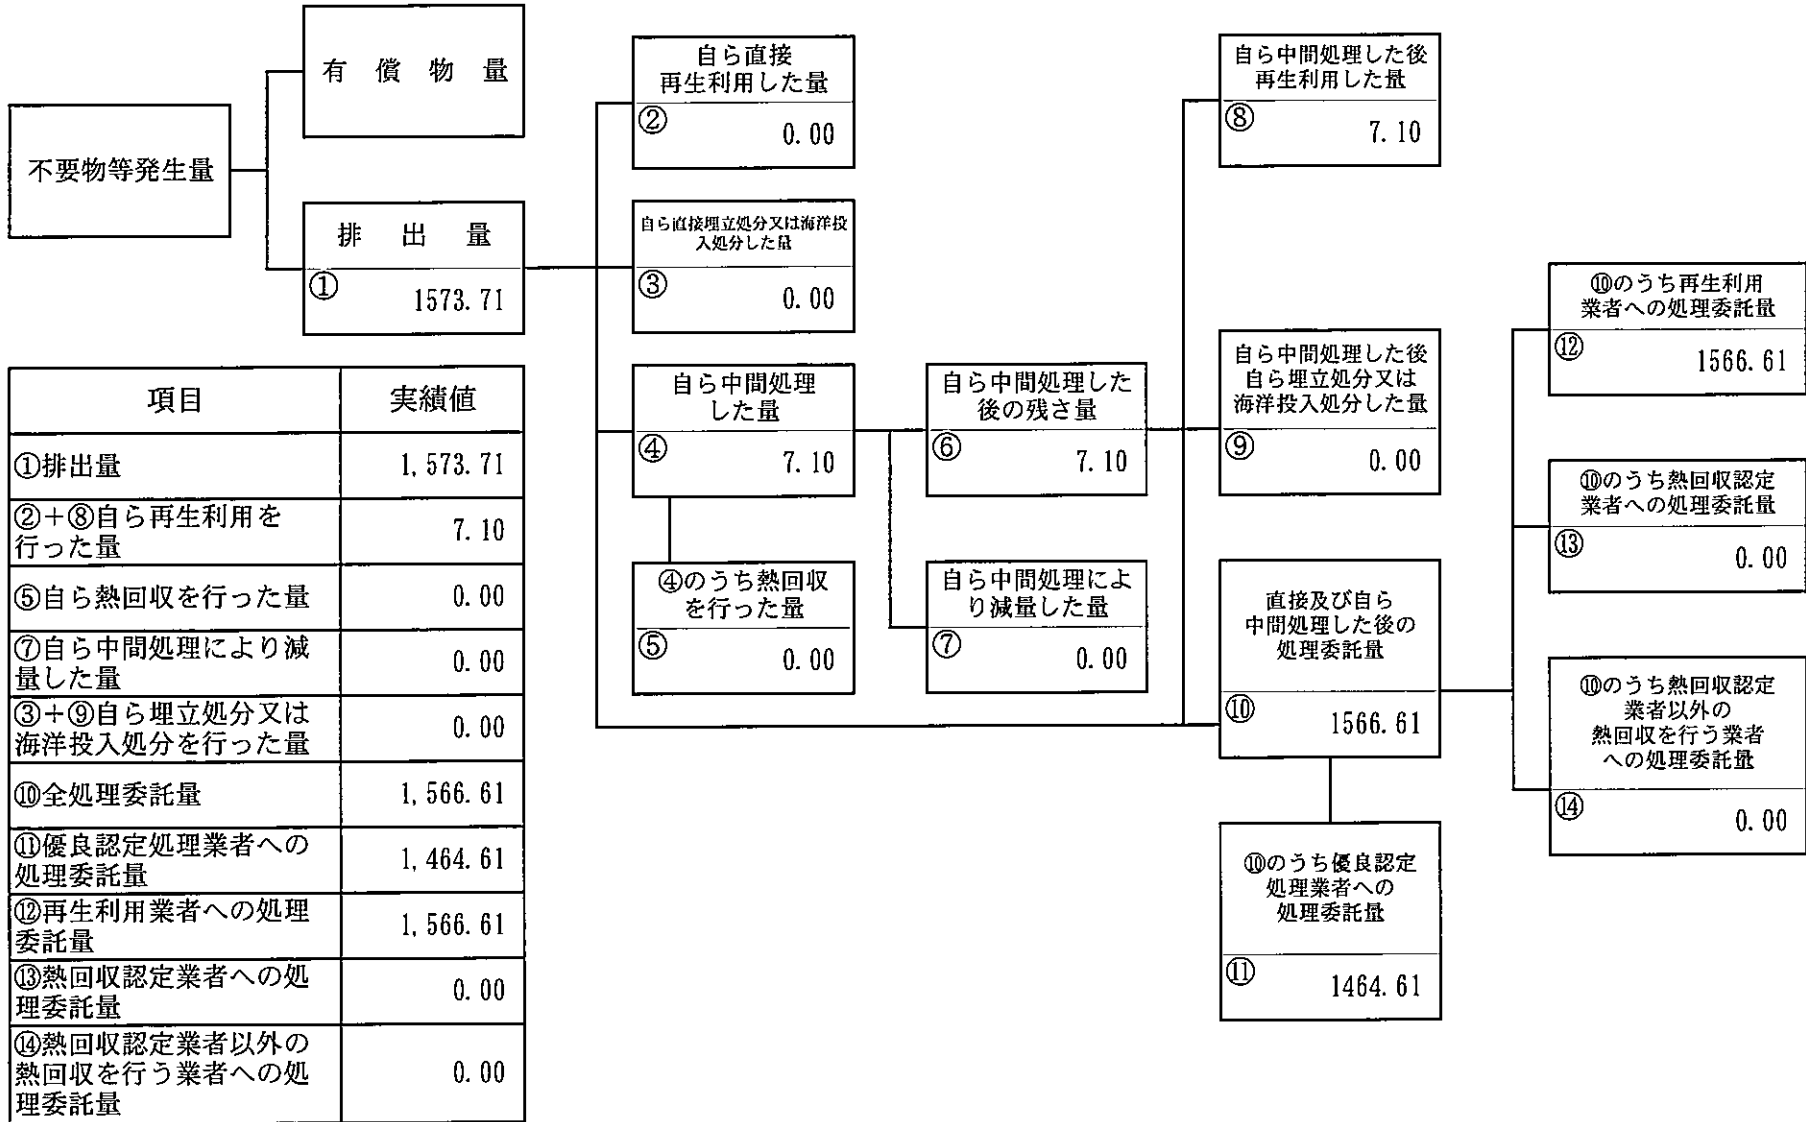 有償物量
不要物等発生量
排出量
①
1573.71
自ら直接
再生利用した量
②
0.00
自ら直接埋立処分又は海洋投
入処分した量
③
0.00
自ら中間処理
した量
④
7.10
④のうち熱回収
を行った量
⑤
0.00
自ら中間処理した
後の残さ量
⑥
7.10
自ら中間処理によ
り減量した量
⑦
0.00
自ら中間処理した後
再生利用した量
⑧
7.10
自ら中間処理した後
自ら埋立処分又は
海洋投入処分した量
⑨
0.00
直接及び自ら
中間処理した後の
処理委託量
⑩
1566.61
⑩のうち優良認定
処理業者への
処理委託量
⑪
1464.61
⑩のうち再生利用
業者への処理委託量
⑫
1566.61
⑩のうち熱回収認定
業者への処理委託量
⑬
0.00
⑩のうち熱回収認定
業者以外の
熱回収を行う業者
への処理委託量
⑭
0.00
項目 実績値
①排出量 1,573.71
②+⑧自ら再生利用を
行った量 7.10
⑤自ら熱回収を行った量 0.00
⑦自ら中間処理により減
量した量 0.00
③+⑨自ら埋立処分又は
海洋投入処分を行った量 0.00
⑩全処理委託量 1,566.61
⑪優良認定処理業者への
処理委託量 1,464.61
⑫再生利用業者への処理
委託量 1,566.61
⑬熱回収認定業者への処
理委託量 0.00
⑭熱回収認定業者以外の
熱回収を行う業者への処
理委託量 0.00